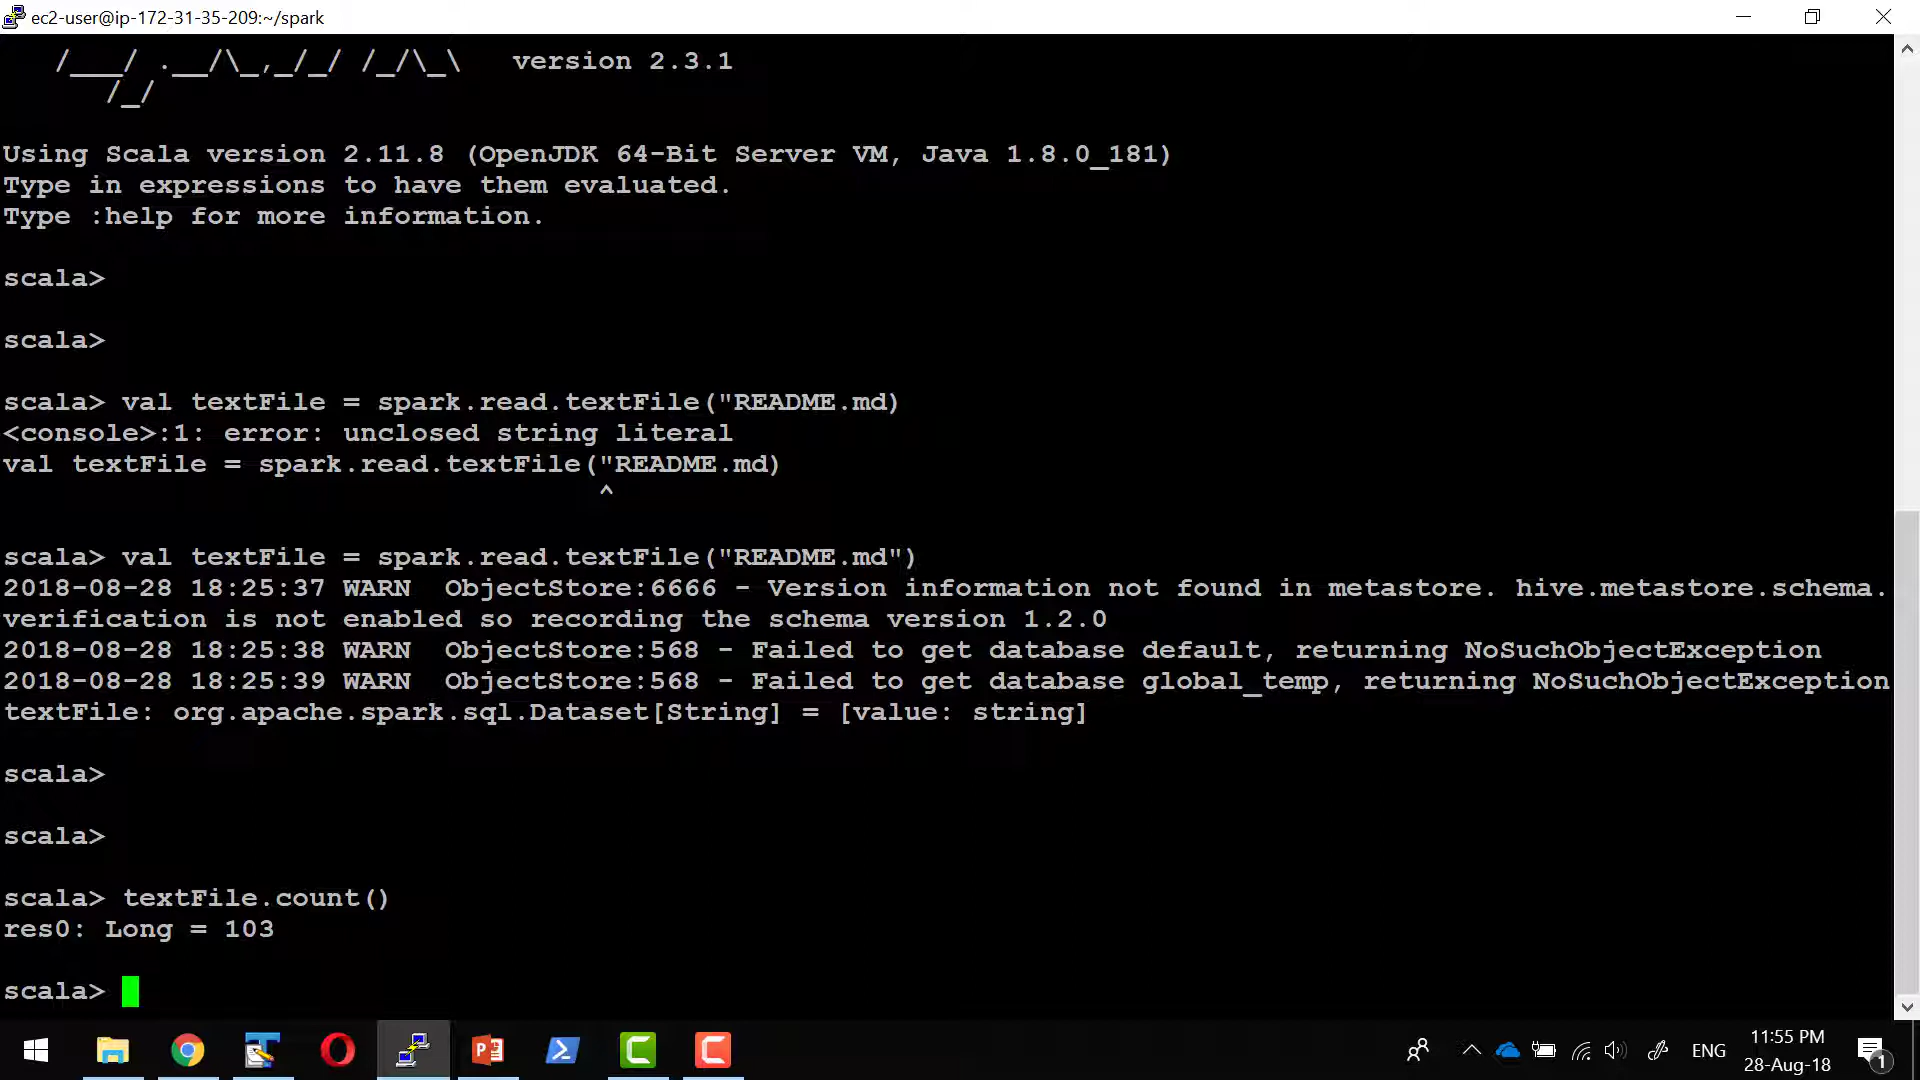 ec2-user@ip-172-31-35-209:~/spark
/___/ .__/\_,_/_/ /_/\_\   version 2.3.1
/_/
Using Scala version 2.11.8 (OpenJDK 64-Bit Server VM, Java 1.8.0_181)
Type in expressions to have them evaluated.
Type :help for more information.
scala>
scala>
scala> val textFile = spark.read.textFile("README.md)
<console>:1: error: unclosed string literal
val textFile = spark.read.textFile("README.md)
^
scala> val textFile = spark.read.textFile("README.md")
2018-08-28 18:25:37 WARN  ObjectStore:6666 - Version information not found in metastore. hive.metastore.schema.
verification is not enabled so recording the schema version 1.2.0
2018-08-28 18:25:38 WARN  ObjectStore:568 - Failed to get database default, returning NoSuchObjectException
2018-08-28 18:25:39 WARN  ObjectStore:568 - Failed to get database global_temp, returning NoSuchObjectException
textFile: org.apache.spark.sql.Dataset[String] = [value: string]
scala>
scala>
scala> textFile.count()
res0: Long = 103
scala>
ENG
11:55 PM
28-Aug-18
1